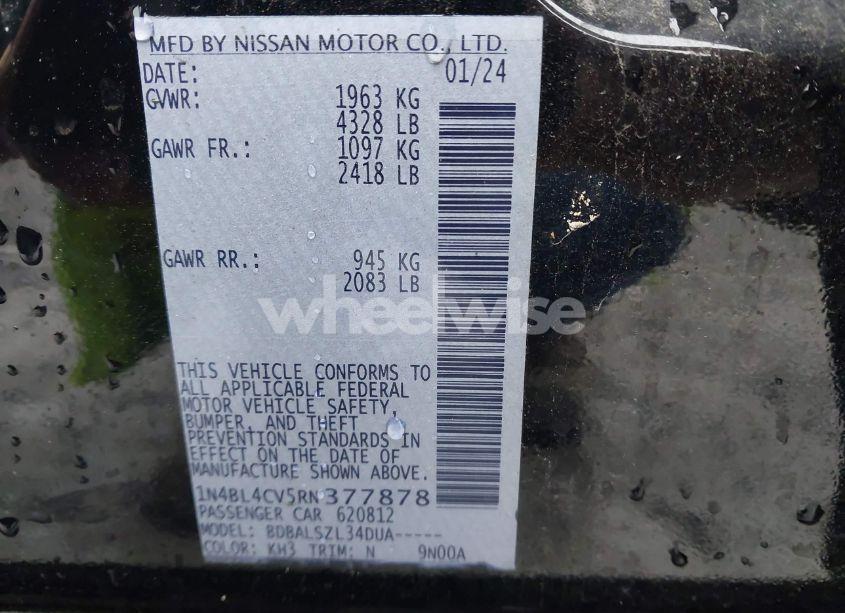 MFD BY NISSAN MOTOR CO., LTD.
DATE: 01/24
GVWR: 1963 KG
4328 LB
GAWR FR.: 1097 KG
2418 LB
GAWR RR.: 945 KG
2083 LB
wheelwise
THIS VEHICLE CONFORMS TO
ALL APPLICABLE FEDERAL
MOTOR VEHICLE SAFETY,
BUMPER, AND THEFT
PREVENTION STANDARDS IN
EFFECT ON THE DATE OF
MANUFACTURE SHOWN ABOVE.
1N4BL4CV5RN377878
PASSENGER CAR 620812
MODEL: BDBALSZL34DUA-----
COLOR: KH3 TRIM: N 9N00A